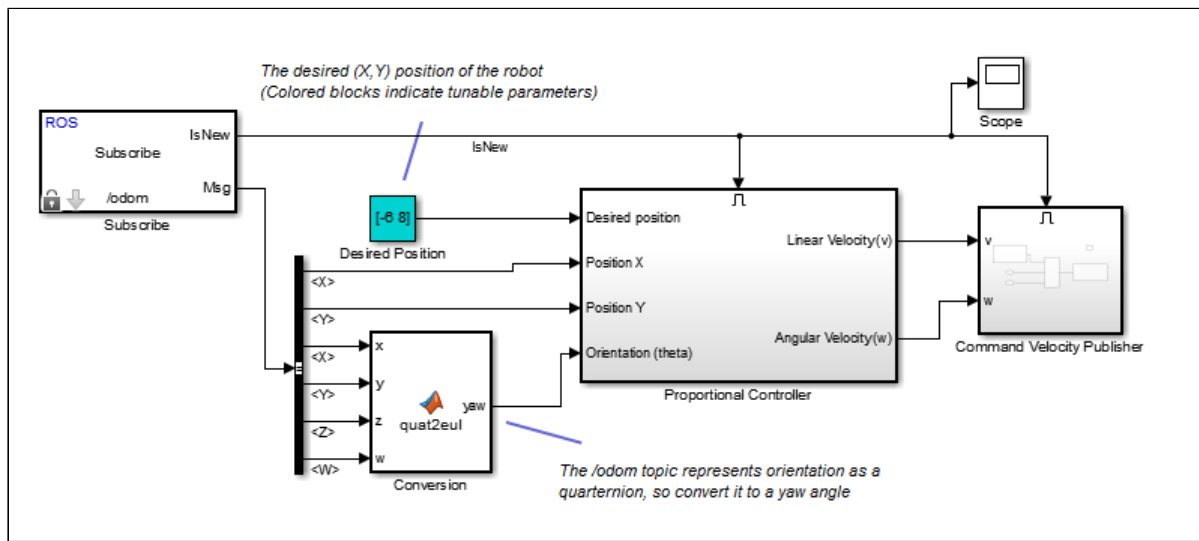 The desired (X,Y) position of the robot
(Colored blocks indicate tunable parameters)
ROS
IsNew
Subscribe
Msg
/odom
Subscribe
IsNew
Scope
[-6 8]
Desired Position
Desired position
Position X
Position Y
Orientation (theta)
Linear Velocity(v)
Angular Velocity(w)
Proportional Controller
v
w
Command Velocity Publisher
<X>
<Y>
<X>
<Y>
<Z>
<W>
x
y
z
w
yaw
quat2eul
Conversion
The /odom topic represents orientation as a
quarternion, so convert it to a yaw angle